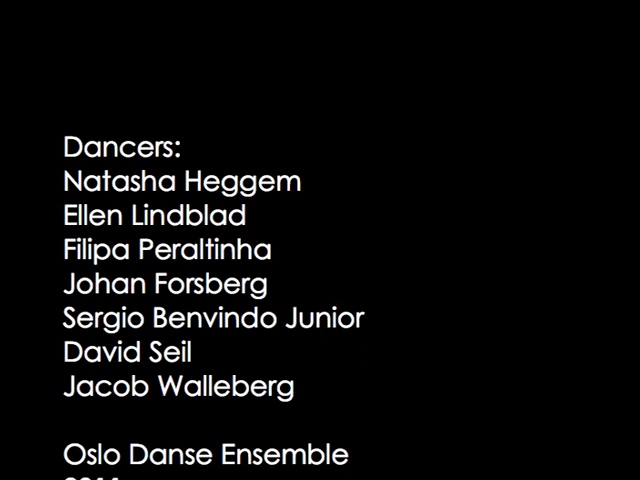 Dancers:
Natasha Heggem
Ellen Lindblad
Filipa Peraltinha
Johan Forsberg
Sergio Benvindo Junior
David Seil
Jacob Walleberg
Oslo Danse Ensemble